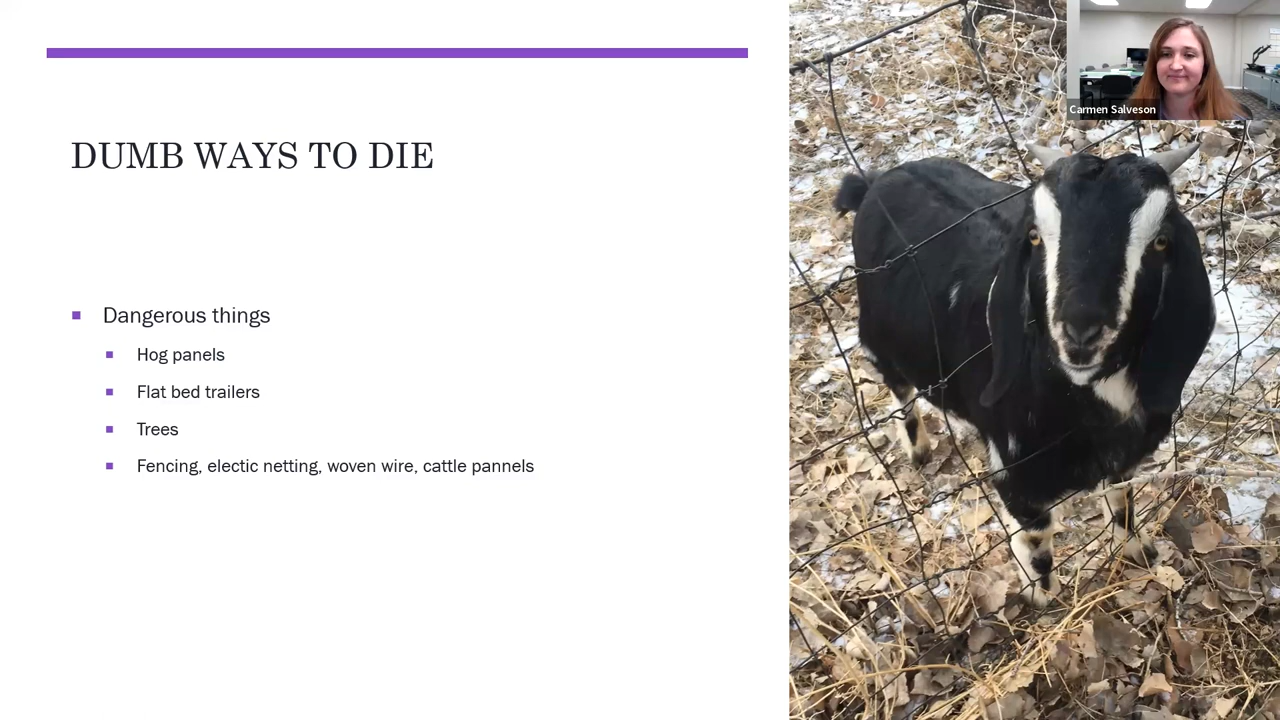 Carmen Salveson
DUMB WAYS TO DIE
Dangerous things
Hog panels
Flat bed trailers
Trees
Fencing, electic netting, woven wire, cattle pannels